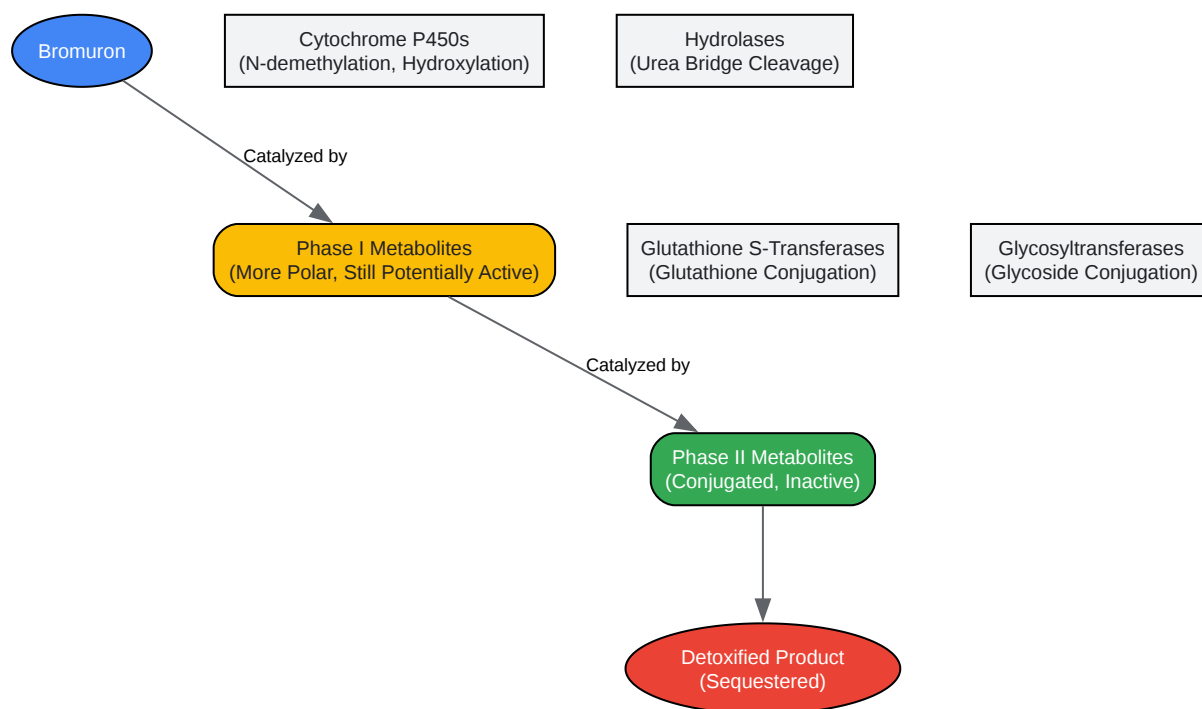 Bromuron
Cytochrome P450s
(N-demethylation, Hydroxylation)
Hydrolases
(Urea Bridge Cleavage)
Catalyzed by
Phase I Metabolites
(More Polar, Still Potentially Active)
Glutathione S-Transferases
(Glutathione Conjugation)
Glycosyltransferases
(Glycoside Conjugation)
Catalyzed by
Phase II Metabolites
(Conjugated, Inactive)
Detoxified Product
(Sequestered)